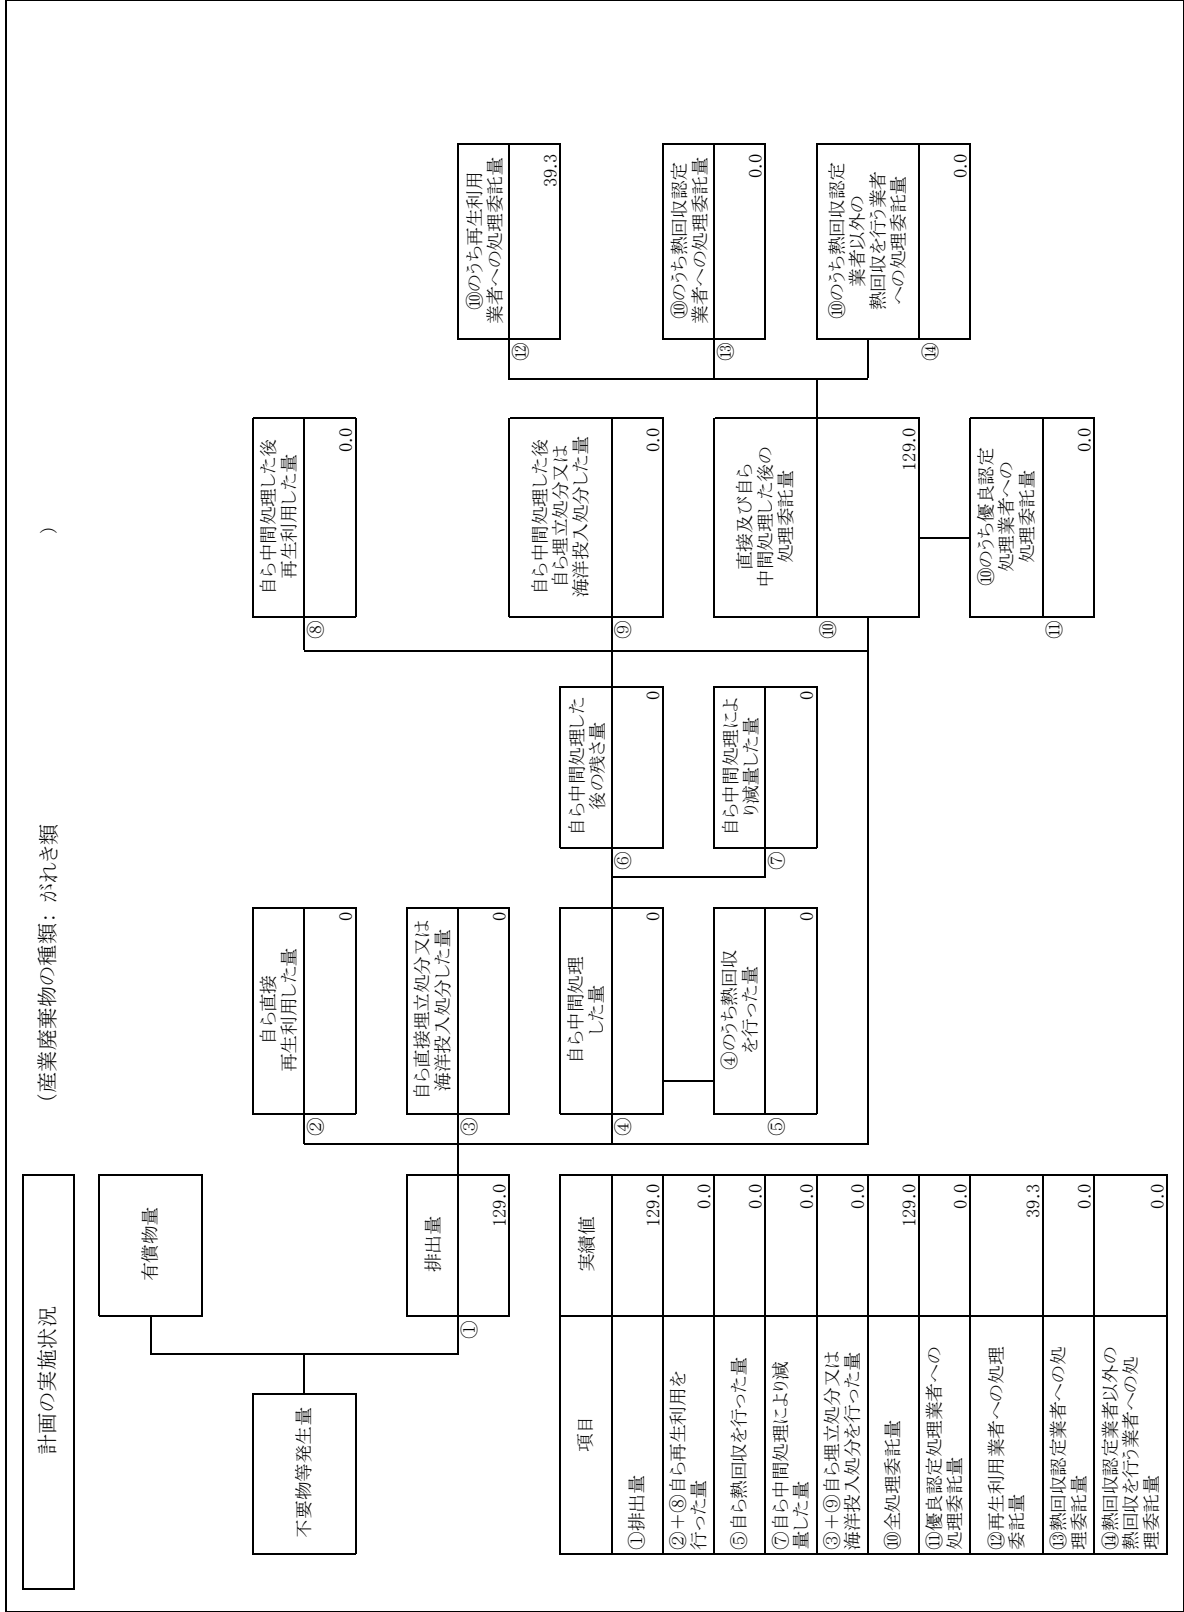 計画の実施状況
(産業廃棄物の種類：がれき類 )
不要物等発生量
有償物量
排出量
①
129.0
自ら直接
再生利用した量
②
0
自ら直接埋立処分又は
海洋投入処分した量
③
0
自ら中間処理
した量
④
0
④のうち熱回収
を行った量
⑤
0
自ら中間処理した
後の残さ量
⑥
0
自ら中間処理によ
り減量した量
⑦
0
自ら中間処理した後
再生利用した量
⑧
0.0
自ら中間処理した後
自ら埋立処分又は
海洋投入処分した量
⑨
0.0
直接及び自ら
中間処理した後の
処理委託量
⑩
129.0
⑩のうち優良認定
処理業者への
処理委託量
⑪
0.0
⑩のうち再生利用
業者への処理委託量
⑫
39.3
⑩のうち熱回収認定
業者への処理委託量
⑬
0.0
⑩のうち熱回収認定
業者以外の
熱回収を行う業者
への処理委託量
⑭
0.0
項目 実績値
①排出量 129.0
②＋⑧自ら再生利用を
行った量 0.0
⑤自ら熱回収を行った量 0.0
⑦自ら中間処理により減
量した量 0.0
③＋⑨自ら埋立処分又は
海洋投入処分を行った量 0.0
⑩全処理委託量 129.0
⑪優良認定処理業者への
処理委託量 0.0
⑫再生利用業者への処理
委託量 39.3
⑬熱回収認定業者への処
理委託量 0.0
⑭熱回収認定業者以外の
熱回収を行う業者への処
理委託量 0.0